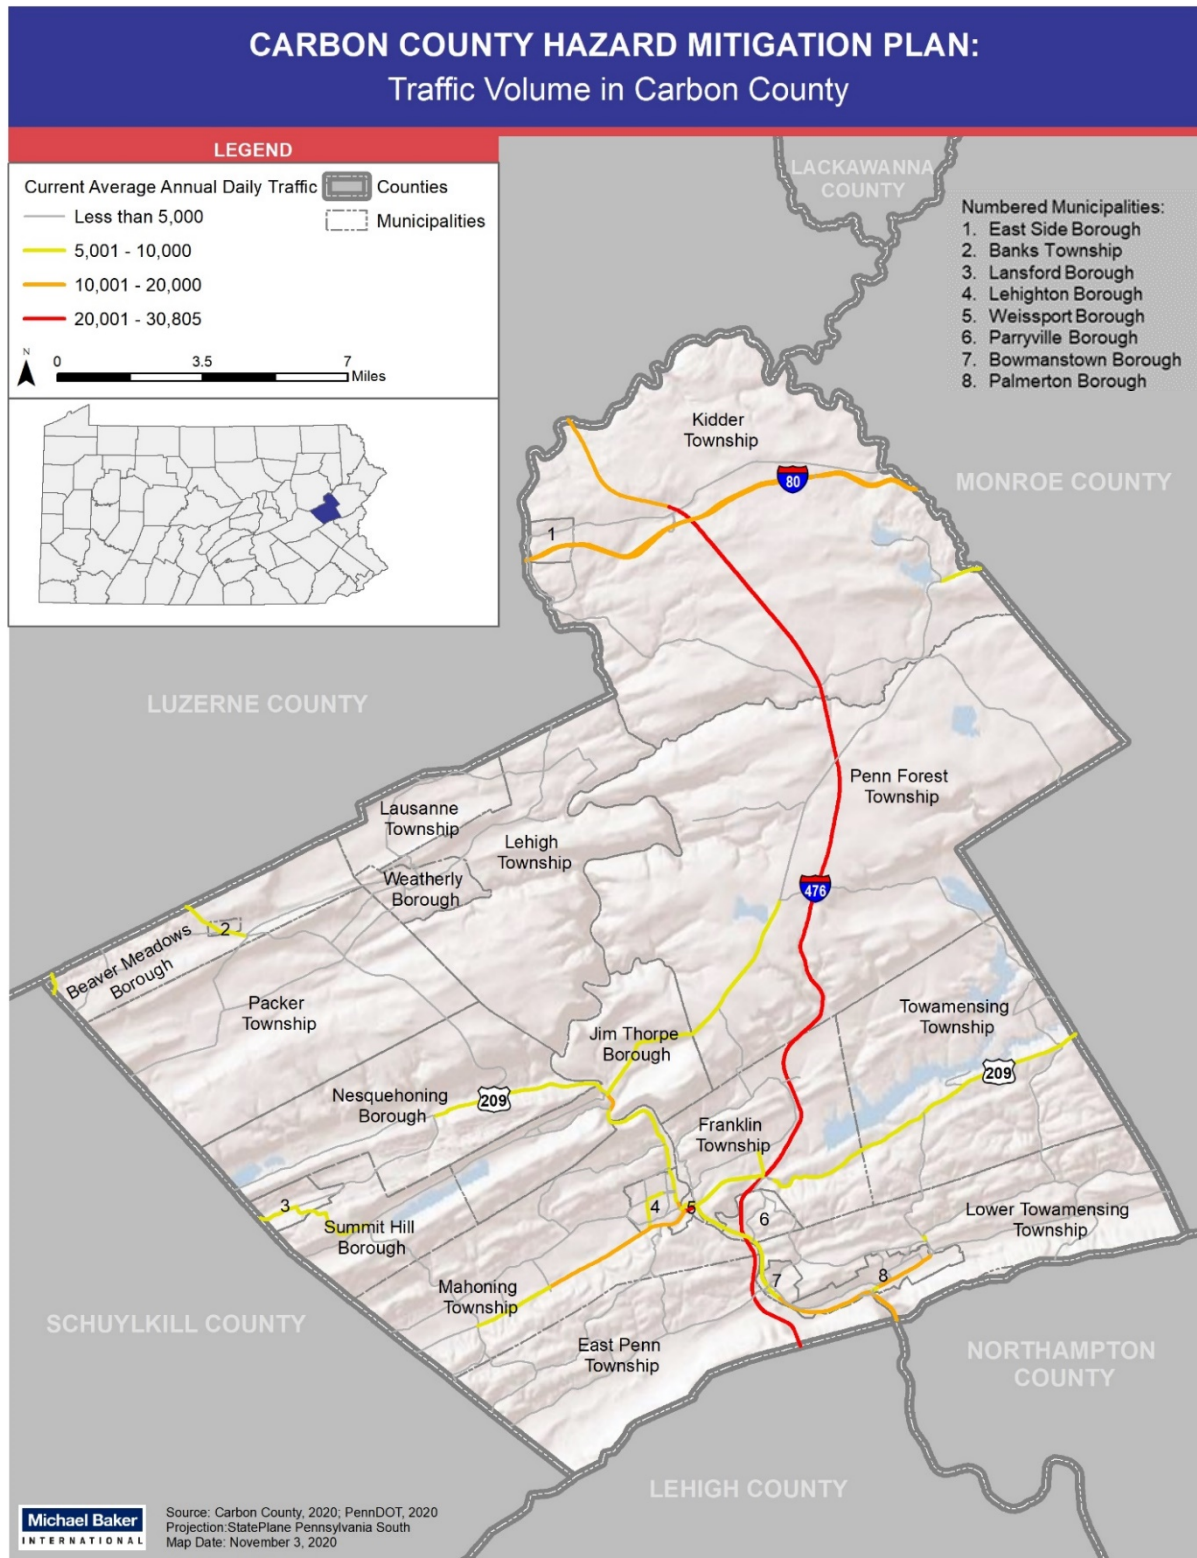 CARBON COUNTY HAZARD MITIGATION PLAN:
Traffic Volume in Carbon County
LEGEND
Current Average Annual Daily Traffic
Less than 5,000
5,001 - 10,000
10,001 - 20,000
20,001 - 30,805
Counties
Municipalities
N
0 3.5 7
Miles
LACKAWANNA
COUNTY
Numbered Municipalities:
1. East Side Borough
2. Banks Township
3. Lansford Borough
4. Lehighton Borough
5. Weissport Borough
6. Parryville Borough
7. Bowmanstown Borough
8. Palmerton Borough
Kidder
Township
80
MONROE COUNTY
1
LUZERNE COUNTY
Penn Forest
Township
Lausanne
Township
Lehigh
Township
Weatherly
Borough
476
2
Beaver Meadows
Borough
Packer
Township
Towamensing
Township
Jim Thorpe
Borough
209
Nesquehoning
Borough
209
Franklin
Township
3
4
5
6
Summit Hill
Borough
Lower Towamensing
Township
7
8
Mahoning
Township
SCHUYLKILL COUNTY
East Penn
Township
NORTHAMPTON
COUNTY
LEHIGH COUNTY
Michael Baker
INTERNATIONAL
Source: Carbon County, 2020; PennDOT, 2020
Projection:StatePlane Pennsylvania South
Map Date: November 3, 2020